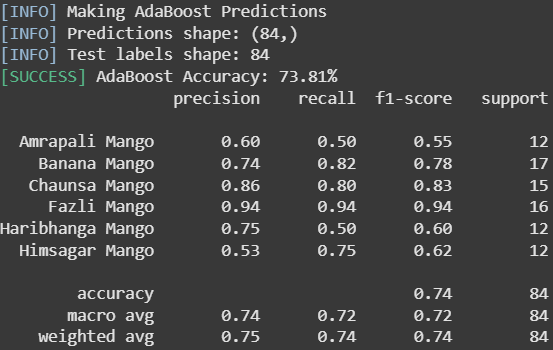 [INFO] Making AdaBoost Predictions
[INFO] Predictions shape: (84,)
[INFO] Test labels shape: 84
[SUCCESS] AdaBoost Accuracy: 73.81%
precision recall f1-score support
Amrapali Mango 0.60 0.50 0.55 12
Banana Mango 0.74 0.82 0.78 17
Chaunsa Mango 0.86 0.80 0.83 15
Fazli Mango 0.94 0.94 0.94 16
Haribhanga Mango 0.75 0.50 0.60 12
Himsagar Mango 0.53 0.75 0.62 12
accuracy 0.74 84
macro avg 0.74 0.72 0.72 84
weighted avg 0.75 0.74 0.74 84